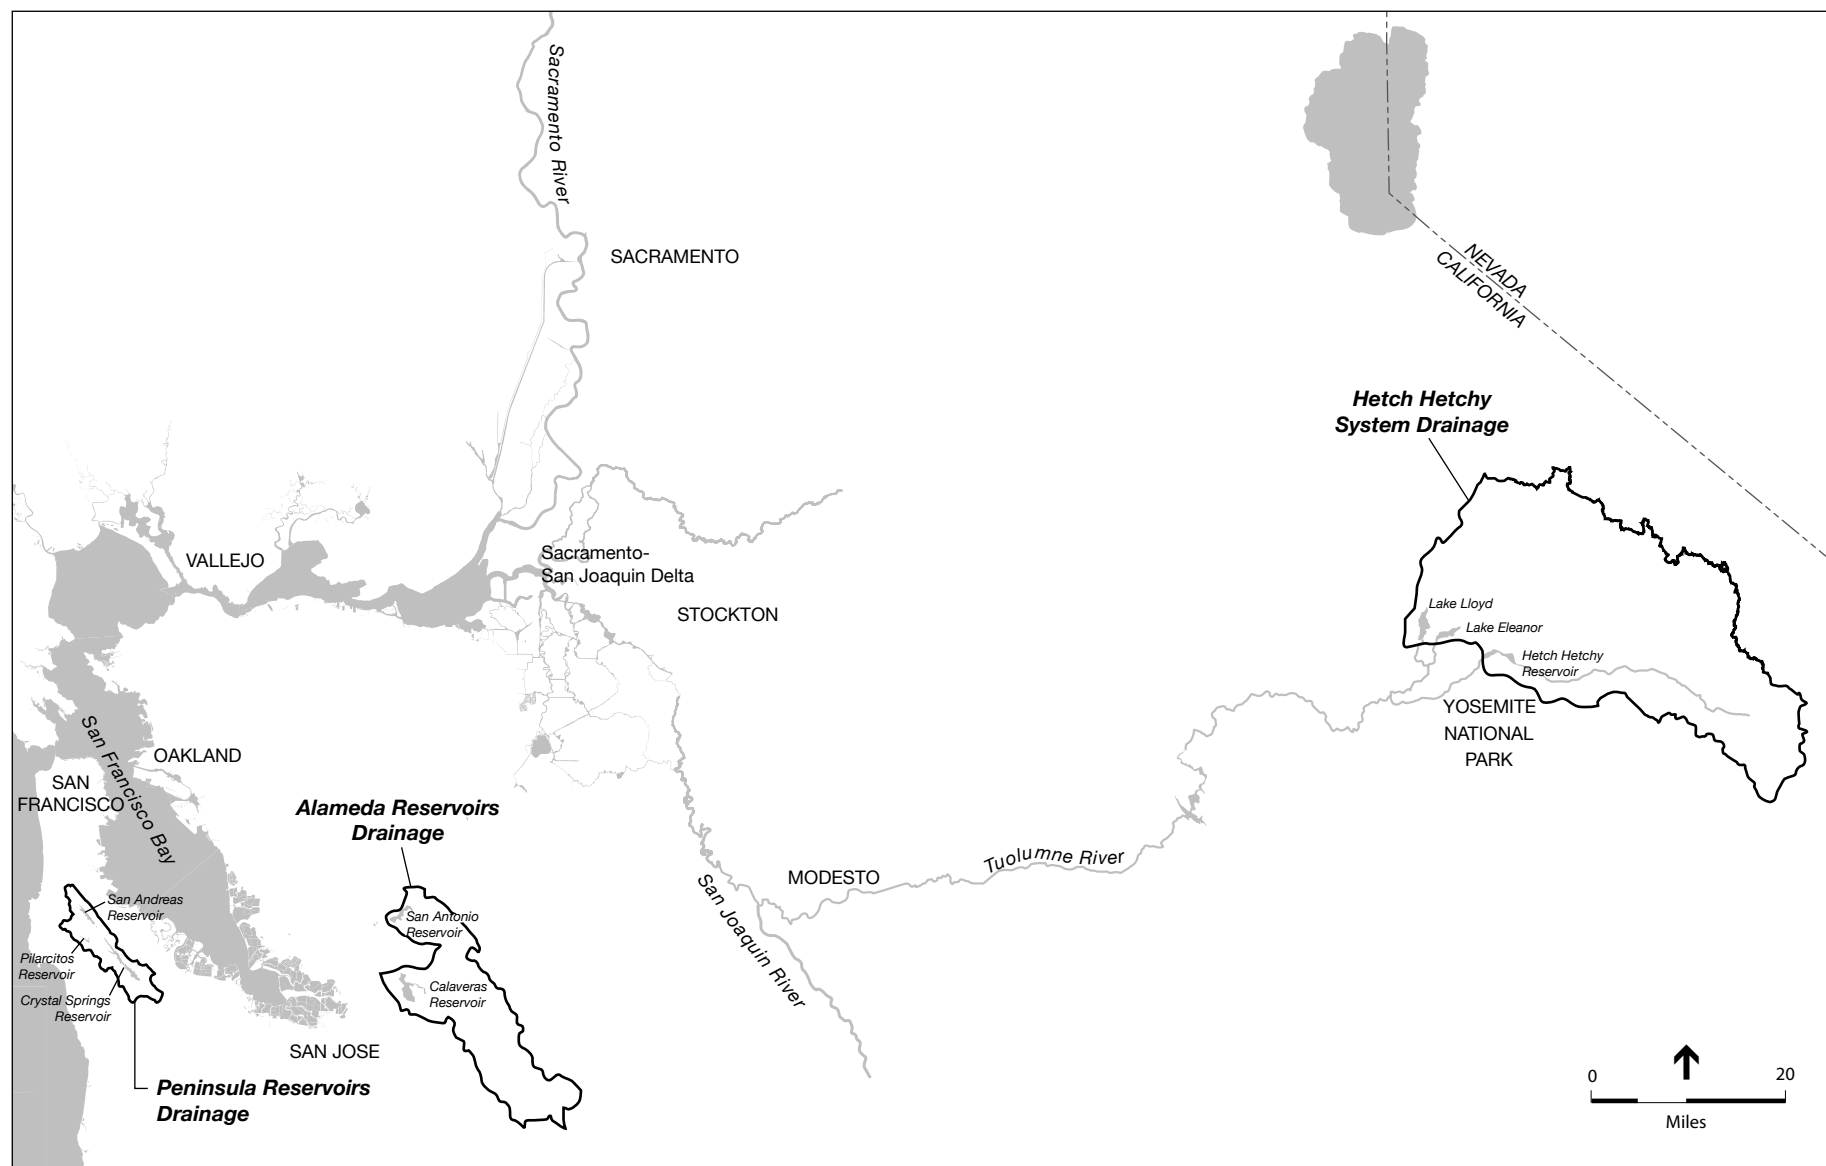 Sacramento River
SACRAMENTO
NEVADA
CALIFORNIA
Hetch Hetchy
System Drainage
VALLEJO
Sacramento-
San Joaquin Delta
STOCKTON
Lake Lloyd
Lake Eleanor
Hetch Hetchy
Reservoir
YOSEMITE
NATIONAL
PARK
San Francisco Bay
OAKLAND
SAN
FRANCISCO
Alameda Reservoirs
Drainage
Tuolumne River
MODESTO
San Joaquin River
San Andreas
Reservoir
San Antonio
Reservoir
Pilarcitos
Reservoir
Crystal Springs
Reservoir
Calaveras
Reservoir
SAN JOSE
Peninsula Reservoirs
Drainage
0 20
Miles